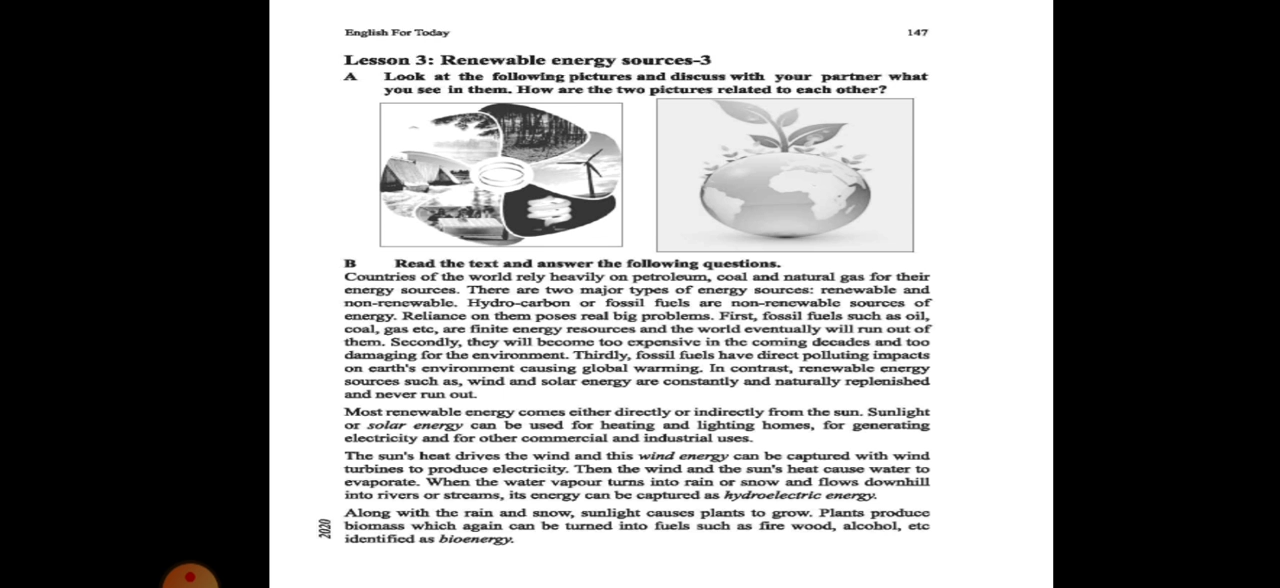 English For Today 147
Lesson 3: Renewable energy sources-3
A Look at the following pictures and discuss with your partner what
you see in them. How are the two pictures related to each other?
B Read the text and answer the following questions.
Countries of the world rely heavily on petroleum, coal and natural gas for their
energy sources. There are two major types of energy sources: renewable and
non-renewable. Hydro-carbon or fossil fuels are non-renewable sources of
energy. Reliance on them poses real big problems. First, fossil fuels such as oil,
coal, gas etc, are finite energy resources and the world eventually will run out of
them. Secondly, they will become too expensive in the coming decades and too
damaging for the environment. Thirdly, fossil fuels have direct polluting impacts
on earth's environment causing global warming. In contrast, renewable energy
sources such as, wind and solar energy are constantly and naturally replenished
and never run out.
Most renewable energy comes either directly or indirectly from the sun. Sunlight
or solar energy can be used for heating and lighting homes, for generating
electricity and for other commercial and industrial uses.
The sun's heat drives the wind and this wind energy can be captured with wind
turbines to produce electricity. Then the wind and the sun's heat cause water to
evaporate. When the water vapour turns into rain or snow and flows downhill
into rivers or streams, its energy can be captured as hydroelectric energy.
Along with the rain and snow, sunlight causes plants to grow. Plants produce
biomass which again can be turned into fuels such as fire wood, alcohol, etc
identified as bioenergy.
2020